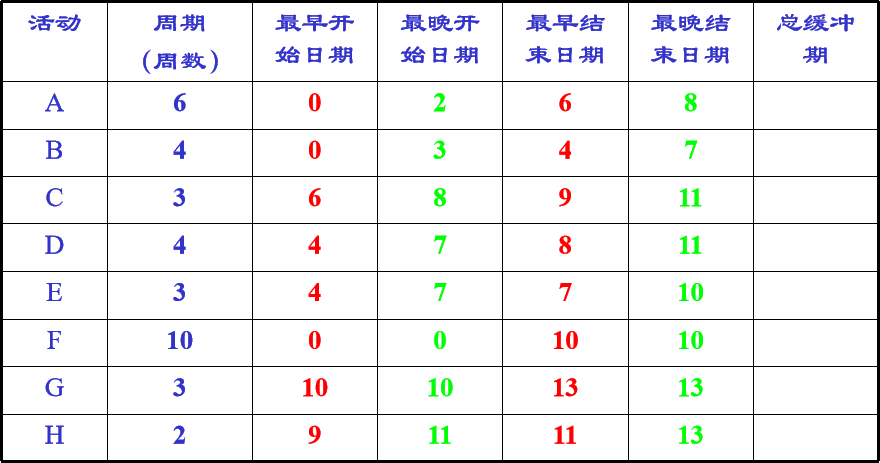 活动 周期(周数) 最早开始日期 最晚开始日期 最早结束日期 最晚结束日期 总缓冲期
A 6 0 2 6 8
B 4 0 3 4 7
C 3 6 8 9 11
D 4 4 7 8 11
E 3 4 7 7 10
F 10 0 0 10 10
G 3 10 10 13 13
H 2 9 11 11 13